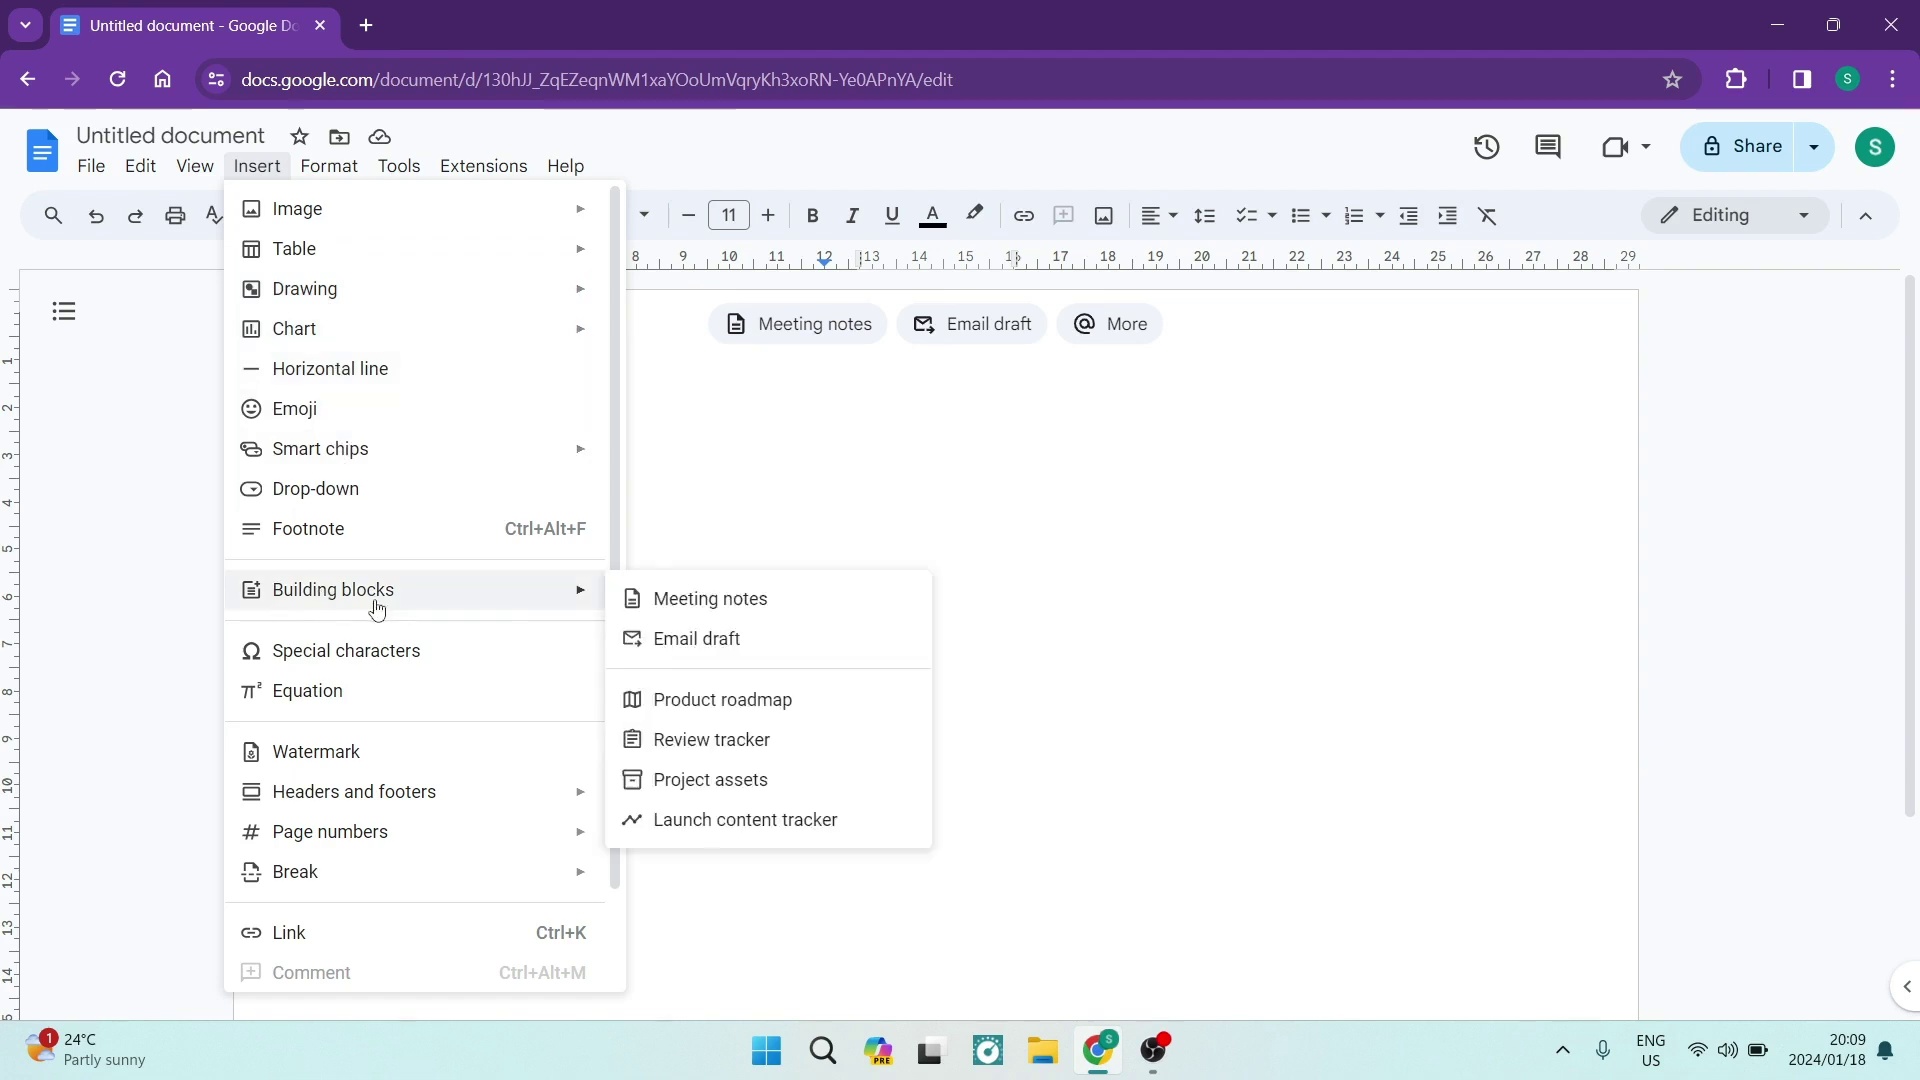 Untitled document - Google Do
docs.google.com/document/d/130hJJ_ZqEZeqnWM1xaYOoUmVqryKh3xoRN-Ye0APnYA/edit
S
Untitled document
File Edit View Insert Format Tools Extensions Help
Share
S
11
Editing
8 9 10 11 12 13 14 15 16 17 18 19 20 21 22 23 24 25 26 27 28 29
Image
Table
Drawing
Chart
Horizontal line
Emoji
Smart chips
Drop-down
Footnote Ctrl+Alt+F
Building blocks
Special characters
Equation
Watermark
Headers and footers
Page numbers
Break
Link Ctrl+K
Comment Ctrl+Alt+M
Meeting notes
Email draft
Product roadmap
Review tracker
Project assets
Launch content tracker
Meeting notes Email draft More
1
2
3
4
5
6
7
8
9
10
11
12
13
14
1 24°C
Partly sunny
PRE
S
ENG
US
20:09
2024/01/18